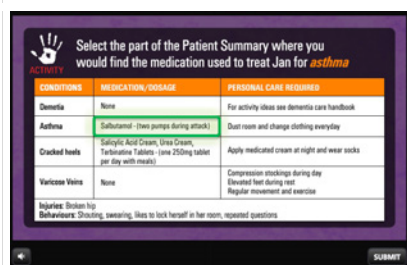 Select the part of the Patient Summary where you
would find the medication used to treat Jan for asthma
ACTIVITY
CONDITIONS MEDICATION/DOSAGE PERSONAL CARE REQUIRED
Demetia None For activity ideas see dementia care handbook
Asthma Salbutamol - (two pumps during attack) Dust room and change clothing everyday
Cracked heels Salicylic Acid Cream, Urea Cream,
Terbinatine Tablets - (one 250mg tablet
per day with meals) Apply medicated cream at night and wear socks
Varicose Veins None Compression stockings during day
Elevated feet during rest
Regular movement and exercise
Injuries: Broken hip
Behaviours: Shouting, swearing, likes to lock herself in her room, repeated questions
SUBMIT